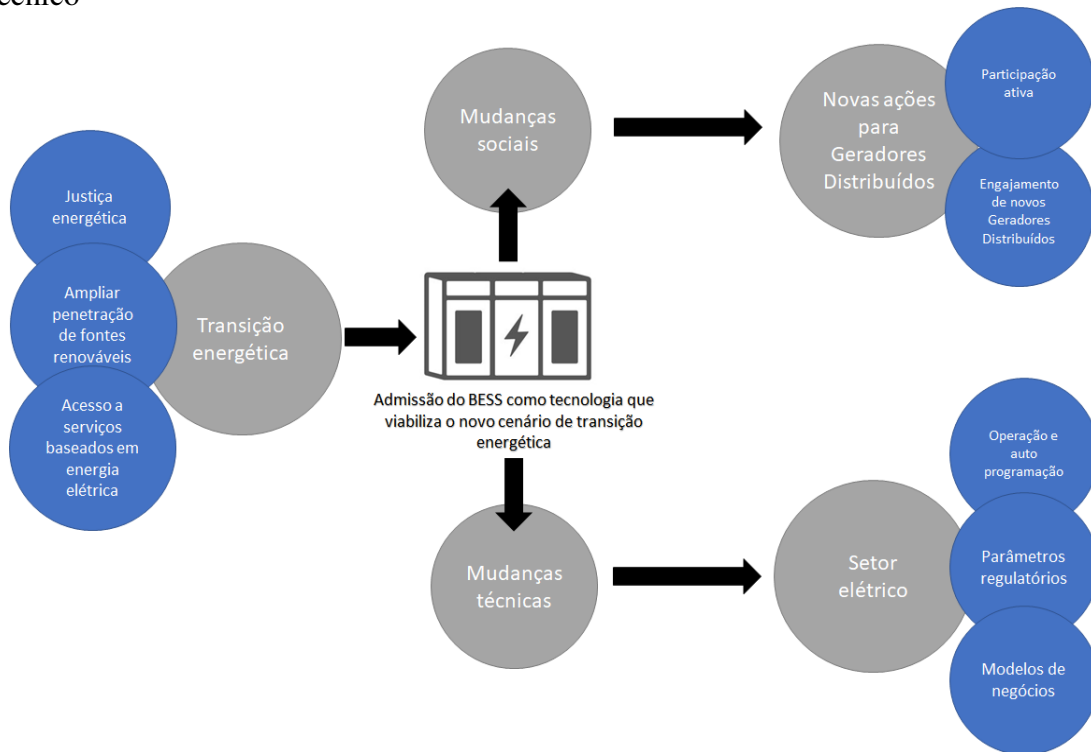 écnico
Justiça
energética
Ampliar
penetração
de fontes
renováveis
Acesso a
serviços
baseados em
energia
elétrica
Transição
energética
Admissão do BESS como tecnologia que
viabiliza o novo cenário de transição
energética
Mudanças
sociais
Novas ações
para
Geradores
Distribuídos
Participação
ativa
Engajamento
de novos
Geradores
Distribuídos
Mudanças
técnicas
Setor
elétrico
Operação e
auto
programação
Parâmetros
regulatórios
Modelos de
negócios